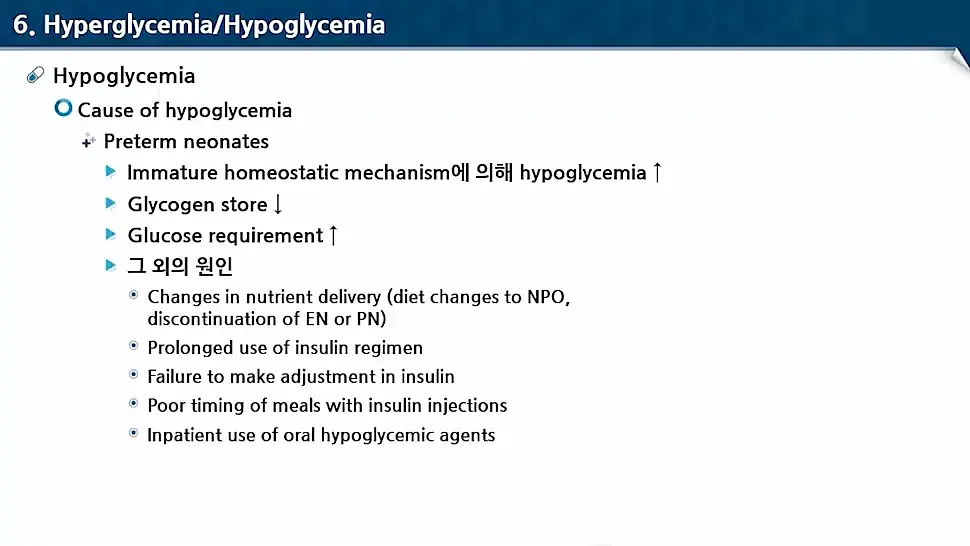 6. Hyperglycemia/Hypoglycemia
Hypoglycemia
Cause of hypoglycemia
Preterm neonates
Immature homeostatic mechanism에 의해 hypoglycemia ↑
Glycogen store ↓
Glucose requirement ↑
그 외의 원인
Changes in nutrient delivery (diet changes to NPO,
discontinuation of EN or PN)
Prolonged use of insulin regimen
Failure to make adjustment in insulin
Poor timing of meals with insulin injections
Inpatient use of oral hypoglycemic agents